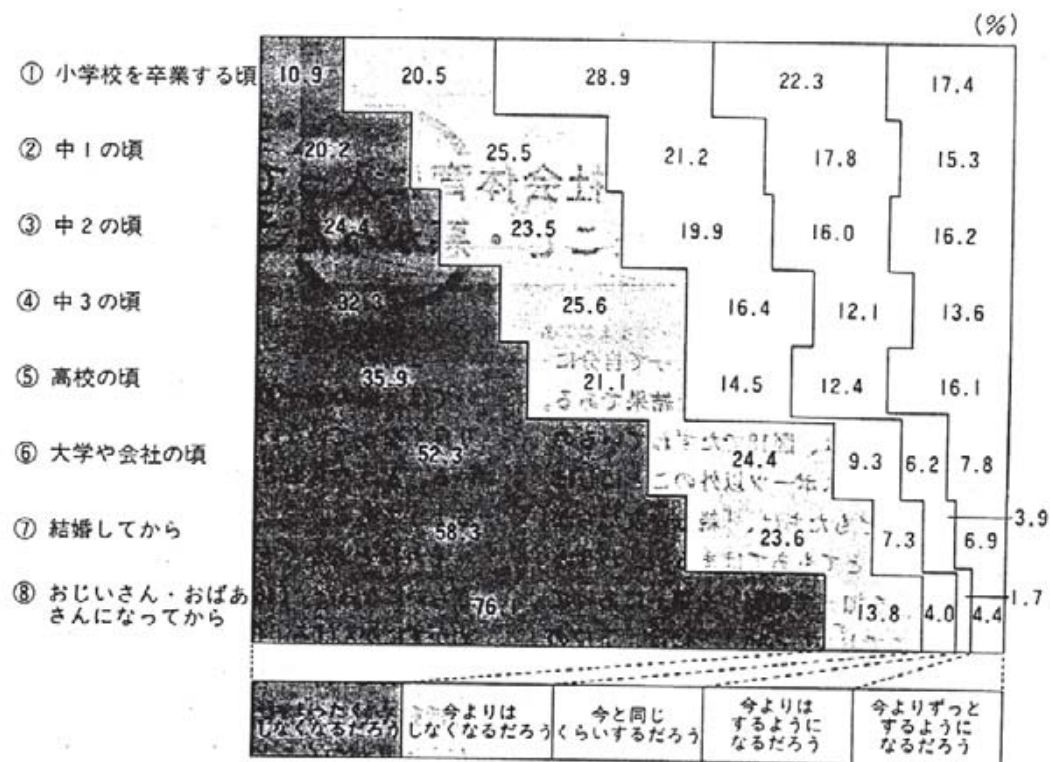 (%)
① 小学校を卒業する頃 10.9 20.5 28.9 22.3 17.4
② 中1の頃 20.2 25.5 21.2 17.8 15.3
③ 中2の頃 24.4 23.5 19.9 16.0 16.2
④ 中3の頃 32.3 25.6 16.4 12.1 13.6
⑤ 高校の頃 35.9 21.1 14.5 12.4 16.1
⑥ 大学や会社の頃 52.3 24.4 9.3 6.2 7.8
3.9
⑦ 結婚してから 58.3 23.6 7.3 6.9
⑧ おじいさん・おばあ
さんになってから 76.1 13.8 4.0 4.4
1.7
しなくなるだろう
今よりは
しなくなるだろう
今と同じ
くらいするだろう
今よりは
するように
なるだろう
今よりずっと
するように
なるだろう